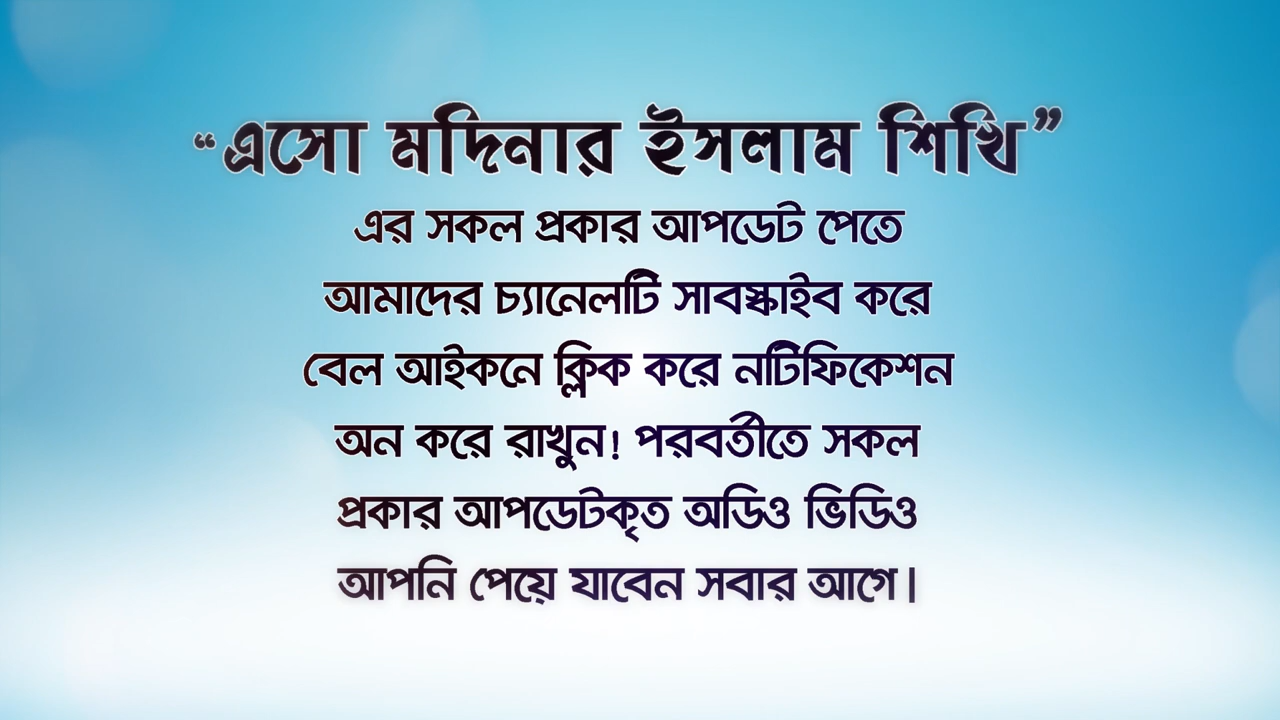 “এসো মদিনার ইসলাম শিখি”
এর সকল প্রকার আপডেট পেতে
আমাদের চ্যানেলটি সাবস্ক্রাইব করে
বেল আইকনে ক্লিক করে নটিফিকেশন
অন করে রাখুন! পরবর্তীতে সকল
প্রকার আপডেটকৃত অডিও ভিডিও
আপনি পেয়ে যাবেন সবার আগে।